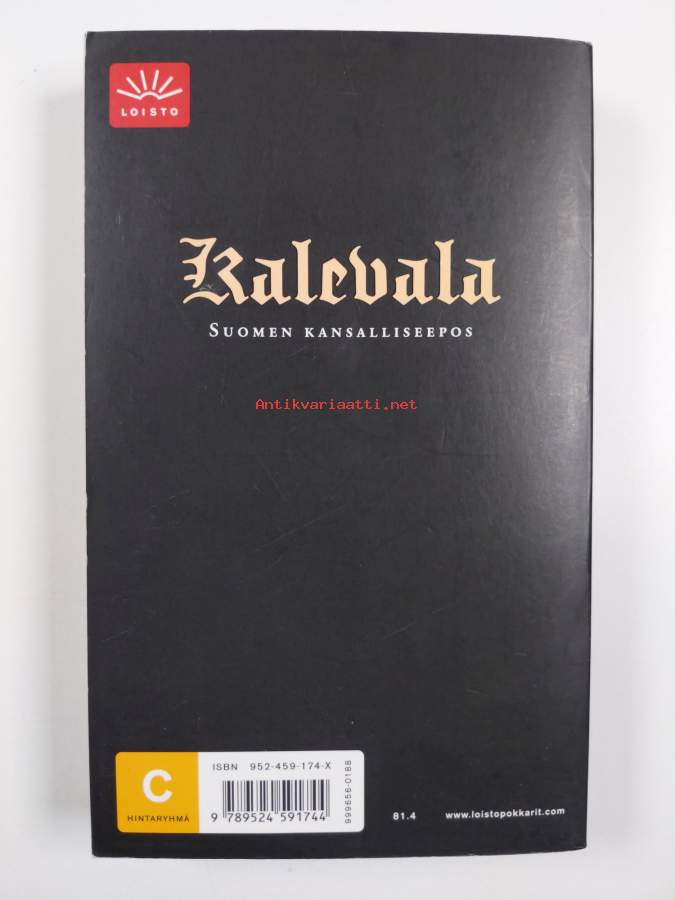 LOISTO
Kalevala
SUOMEN KANSALLISEEPOS
Antikvariaatti.net
C
HINTARYHMÄ
ISBN 952-459-174-X
9 789524 591744
999656-0188
81.4
www.loistopokkarit.com